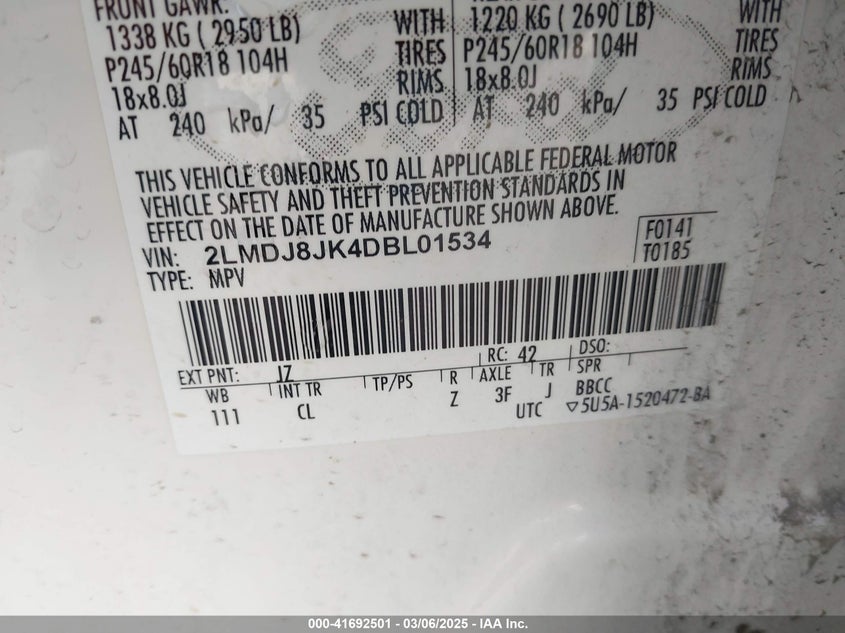 FRONT GAWR:
1338 KG ( 2950 LB) WITH 1220 KG ( 2690 LB) WITH
P245/60R18 104H TIRES P245/60R18 104H TIRES
18x8.0J RIMS 18x8.0J RIMS
AT 240 kPa/ 35 PSI COLD AT 240 kPa/ 35 PSI COLD
THIS VEHICLE CONFORMS TO ALL APPLICABLE FEDERAL MOTOR
VEHICLE SAFETY AND THEFT PREVENTION STANDARDS IN
EFFECT ON THE DATE OF MANUFACTURE SHOWN ABOVE.
VIN: 2LMDJ8JK4DBL01534 F0141
TYPE: MPV T0185
EXT PNT: JZ RC: 42 DSO:
WB INT TR TP/PS R AXLE TR SPR
111 CL Z 3F J BBCC
UTC ▽5U5A-1520472-BA
000-41692501 — 03/06/2025 — IAA Inc.